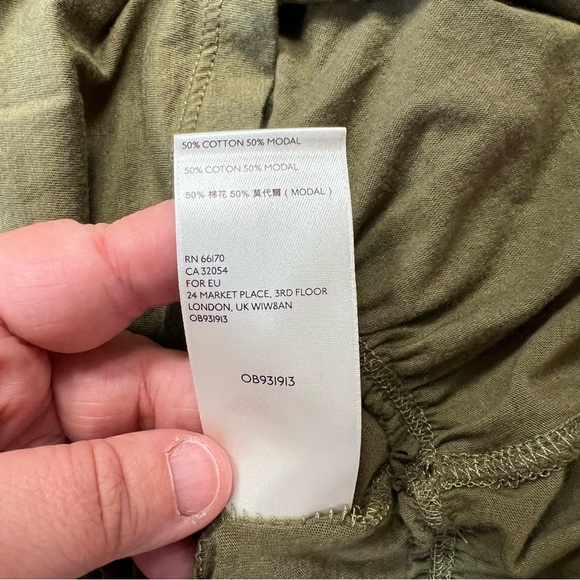 50% COTTON 50% MODAL
50% COTON 50% MODAL
50% 棉花 50% 莫代爾 (MODAL)
RN 66170
CA 32054
FOR EU
24 MARKET PLACE, 3RD FLOOR
LONDON, UK W1W8AN
OB931913
OB931913